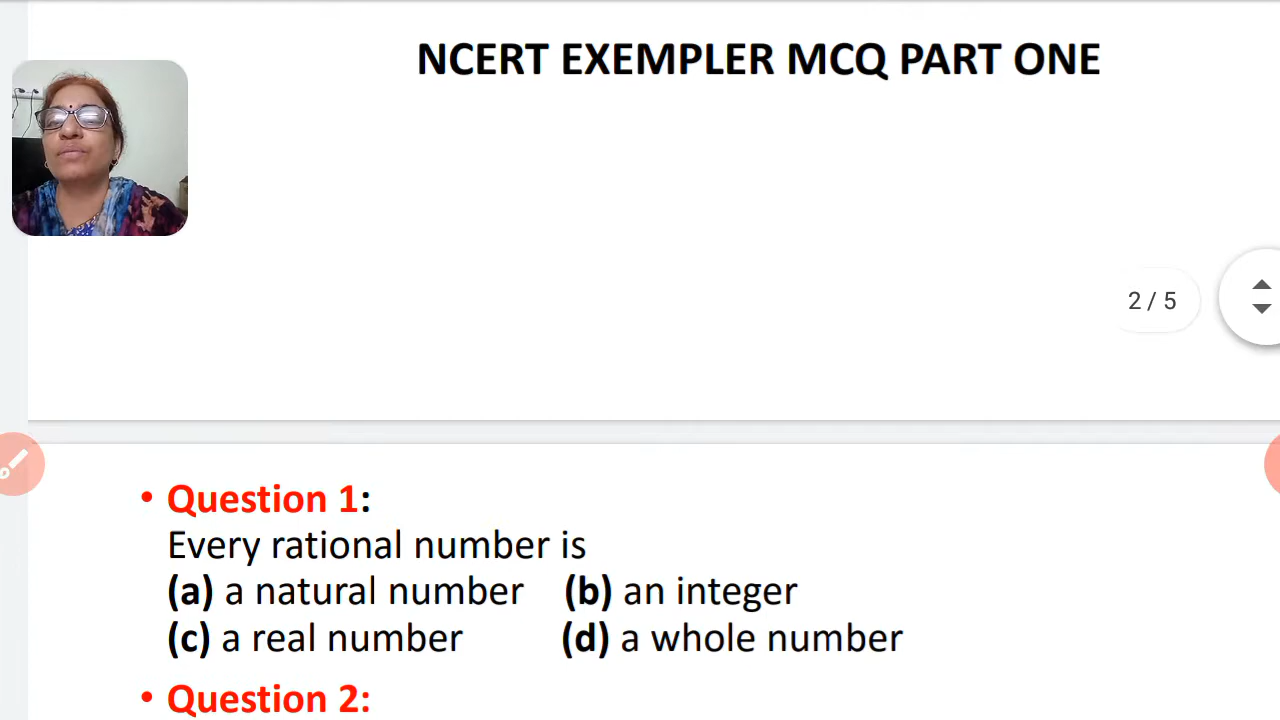 NCERT EXEMPLER MCQ PART ONE
2 / 5
• Question 1:
Every rational number is
(a) a natural number (b) an integer
(c) a real number (d) a whole number
• Question 2: